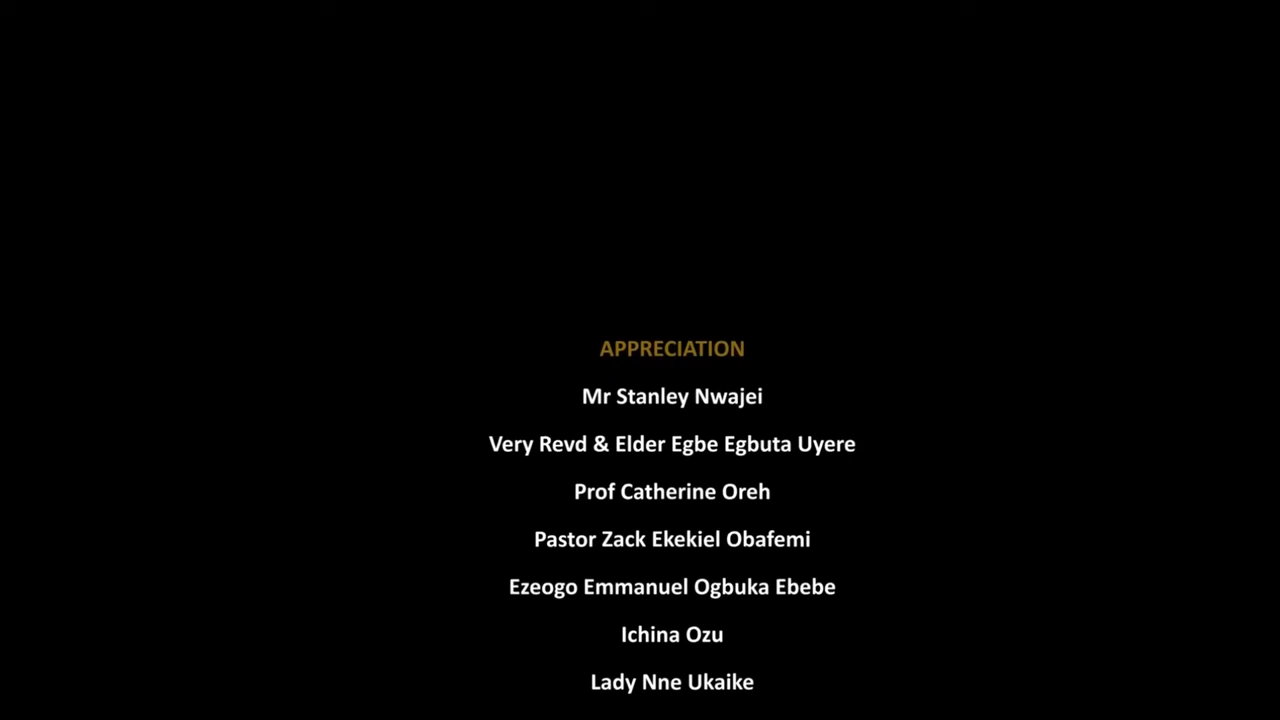 APPRECIATION
Mr Stanley Nwajei
Very Revd & Elder Egbe Egbuta Uyere
Prof Catherine Oreh
Pastor Zack Ekekiel Obafemi
Ezeogo Emmanuel Ogbuka Ebebe
Ichina Ozu
Lady Nne Ukaike